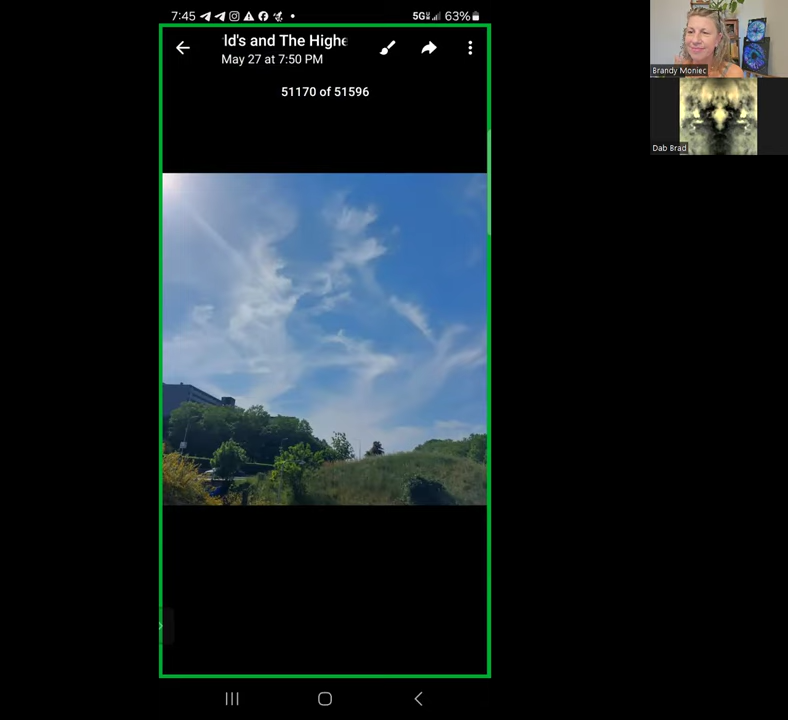 7:45
5G 63%
ld's and The Highe
May 27 at 7:50 PM
51170 of 51596
Brandy Moniec
Dab Brad